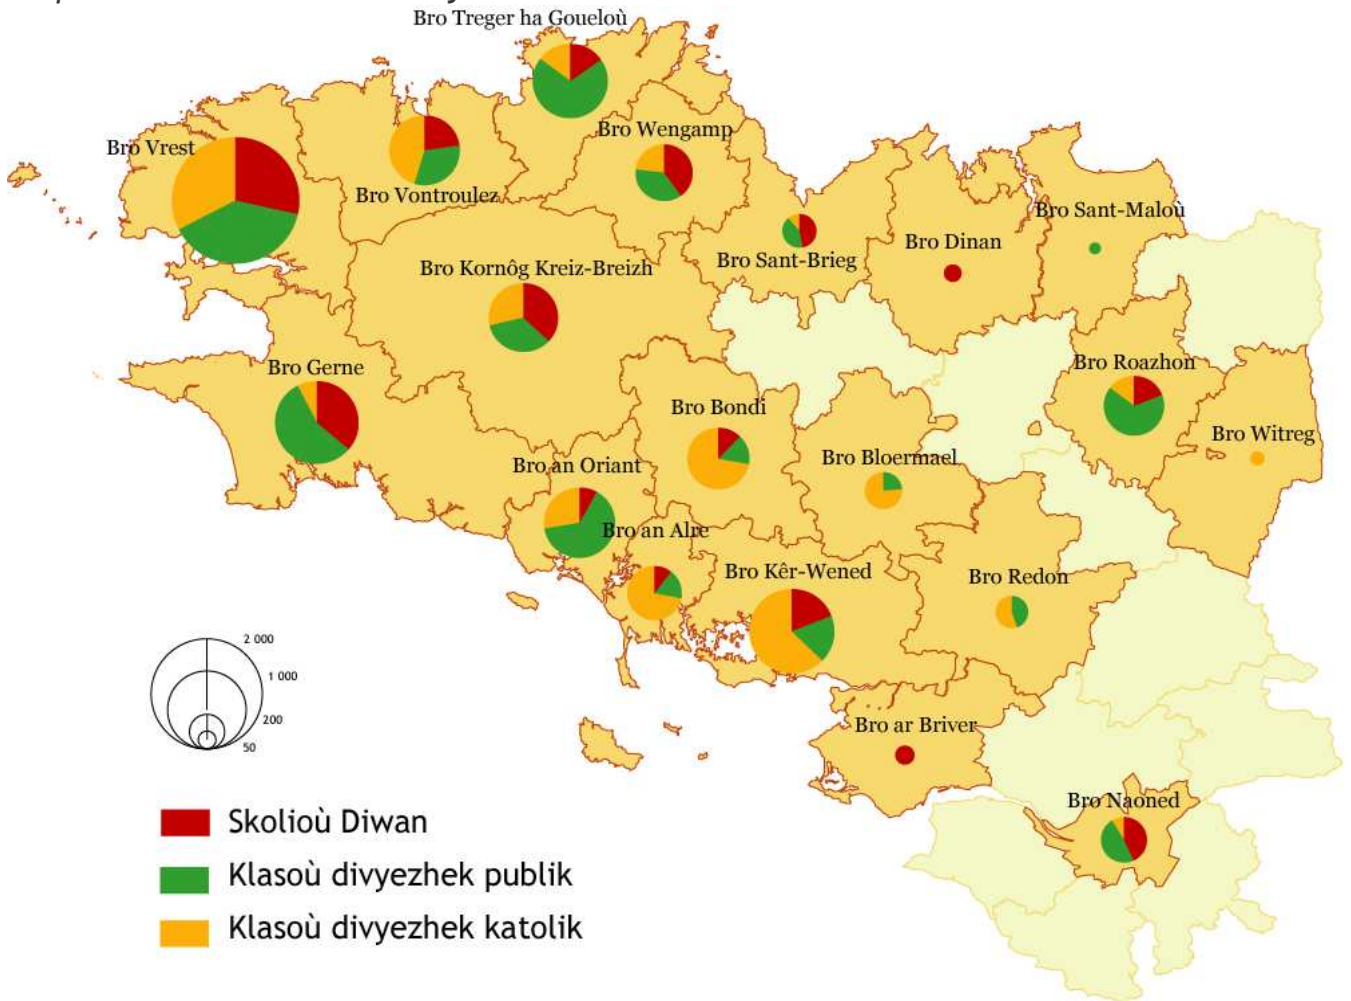 Bro Treger ha Goueloù
Bro Wengamp
Bro Vrest
Bro Vontroulez
Bro Sant-Maloù
Bro Dinan
Bro Sant-Brieg
Bro Kornôg Kreiz-Breizh
Bro Gerne
Bro Roazhon
Bro Bondi
Bro Witreg
Bro Bloermael
Bro an Oriant
Bro an Alre
Bro Kêr-Wened
Bro Redon
2 000
1 000
200
50
Bro ar Briver
Bro Naoned
Skolioù Diwan
Klasoù divyezhek publik
Klasoù divyezhek katolik